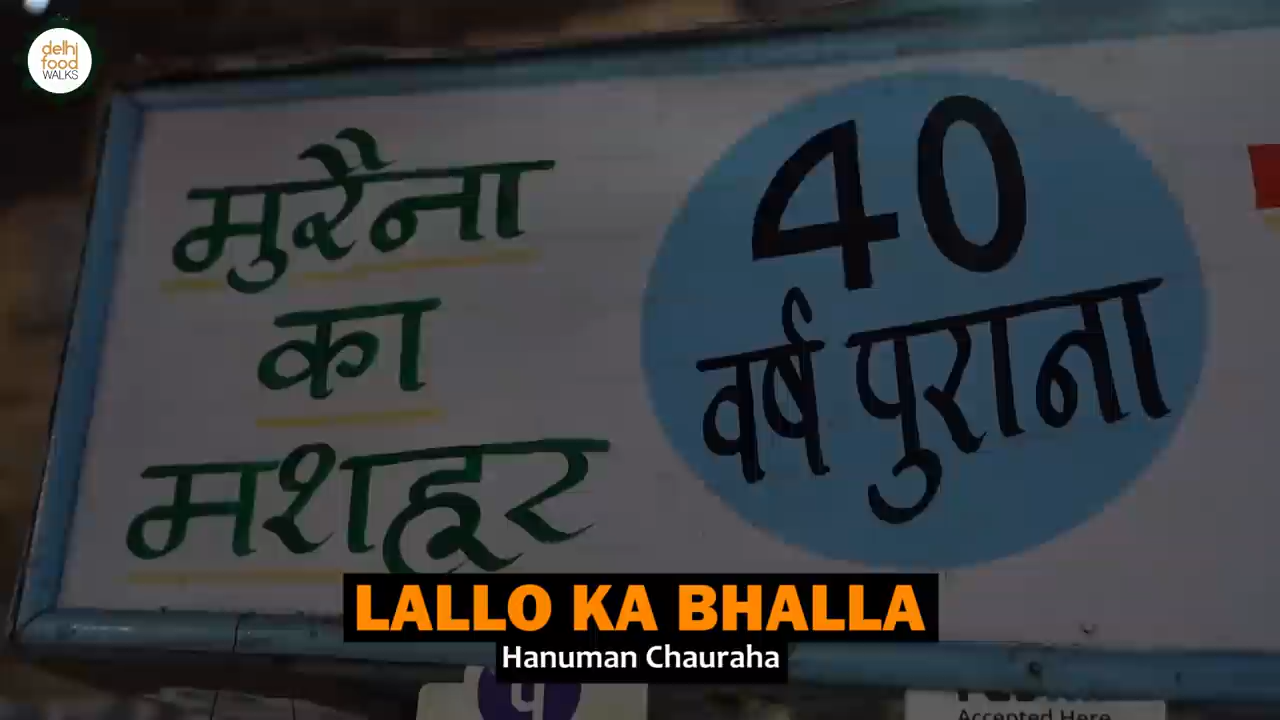 delhi
food
WALKS
मुरैना
का
मशहूर
40
वर्ष पुराना
LALLO KA BHALLA
Hanuman Chauraha
पे
Accepted Here